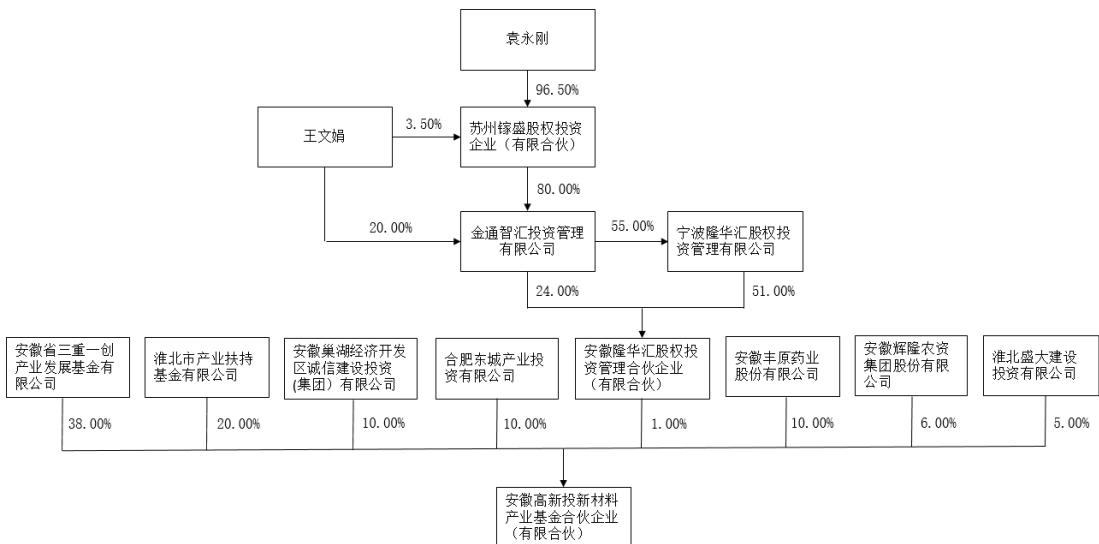 袁永刚
96.50%
王文娟
3.50%
苏州镓盛股权投资
企业（有限合伙）
80.00%
20.00%
金通智汇投资管理
有限公司
55.00%
宁波隆华汇股权投
资管理有限公司
24.00%
51.00%
安徽省三重一创
产业发展基金有
限公司
淮北市产业扶持
基金有限公司
安徽巢湖经济开发
区诚信建设投资
(集团）有限公司
合肥东城产业投
资有限公司
安徽隆华汇股权投
资管理合伙企业
（有限合伙）
安徽丰原药业
股份有限公司
安徽辉隆农资
集团股份有限公
司
淮北盛大建设
投资有限公司
38.00%
20.00%
10.00%
10.00%
1.00%
10.00%
6.00%
5.00%
安徽高新投新材料
产业基金合伙企业
（有限合伙）